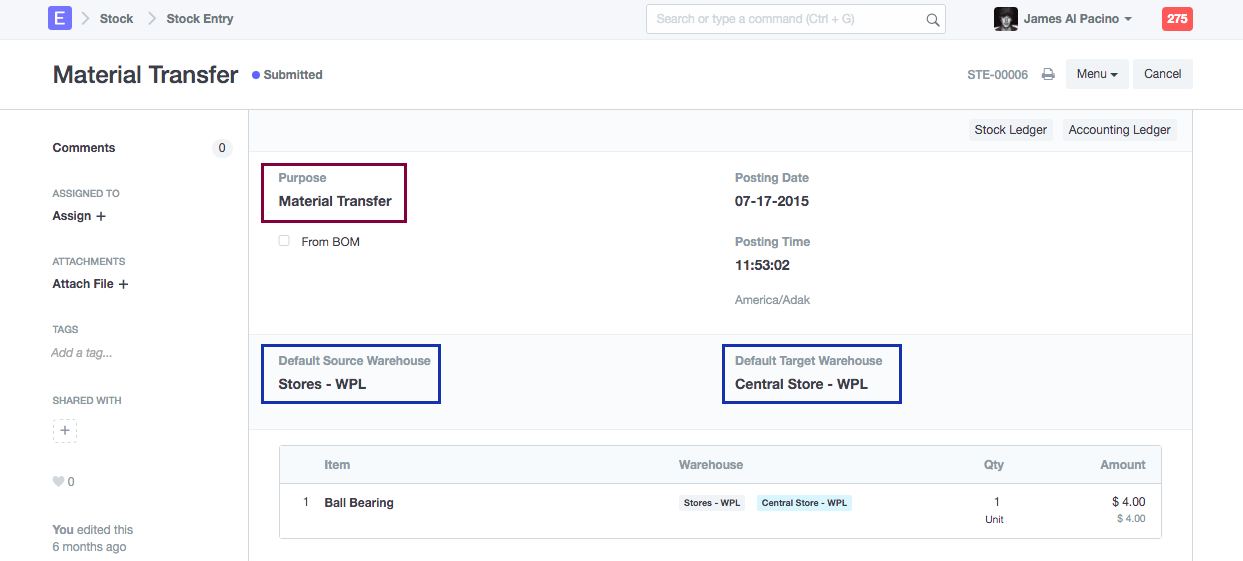 E Stock Stock Entry Search or type a command (Ctrl + G) James Al Pacino 275
Material Transfer Submitted STE-00006 Menu Cancel
Stock Ledger Accounting Ledger
Comments 0
ASSIGNED TO
Assign +
ATTACHMENTS
Attach File +
TAGS
Add a tag...
SHARED WITH
+
0
You edited this
6 months ago
Purpose
Material Transfer
From BOM
Posting Date
07-17-2015
Posting Time
11:53:02
America/Adak
Default Source Warehouse
Stores - WPL
Default Target Warehouse
Central Store - WPL
Item Warehouse Qty Amount
1 Ball Bearing Stores - WPL Central Store - WPL 1 $ 4.00
Unit $ 4.00